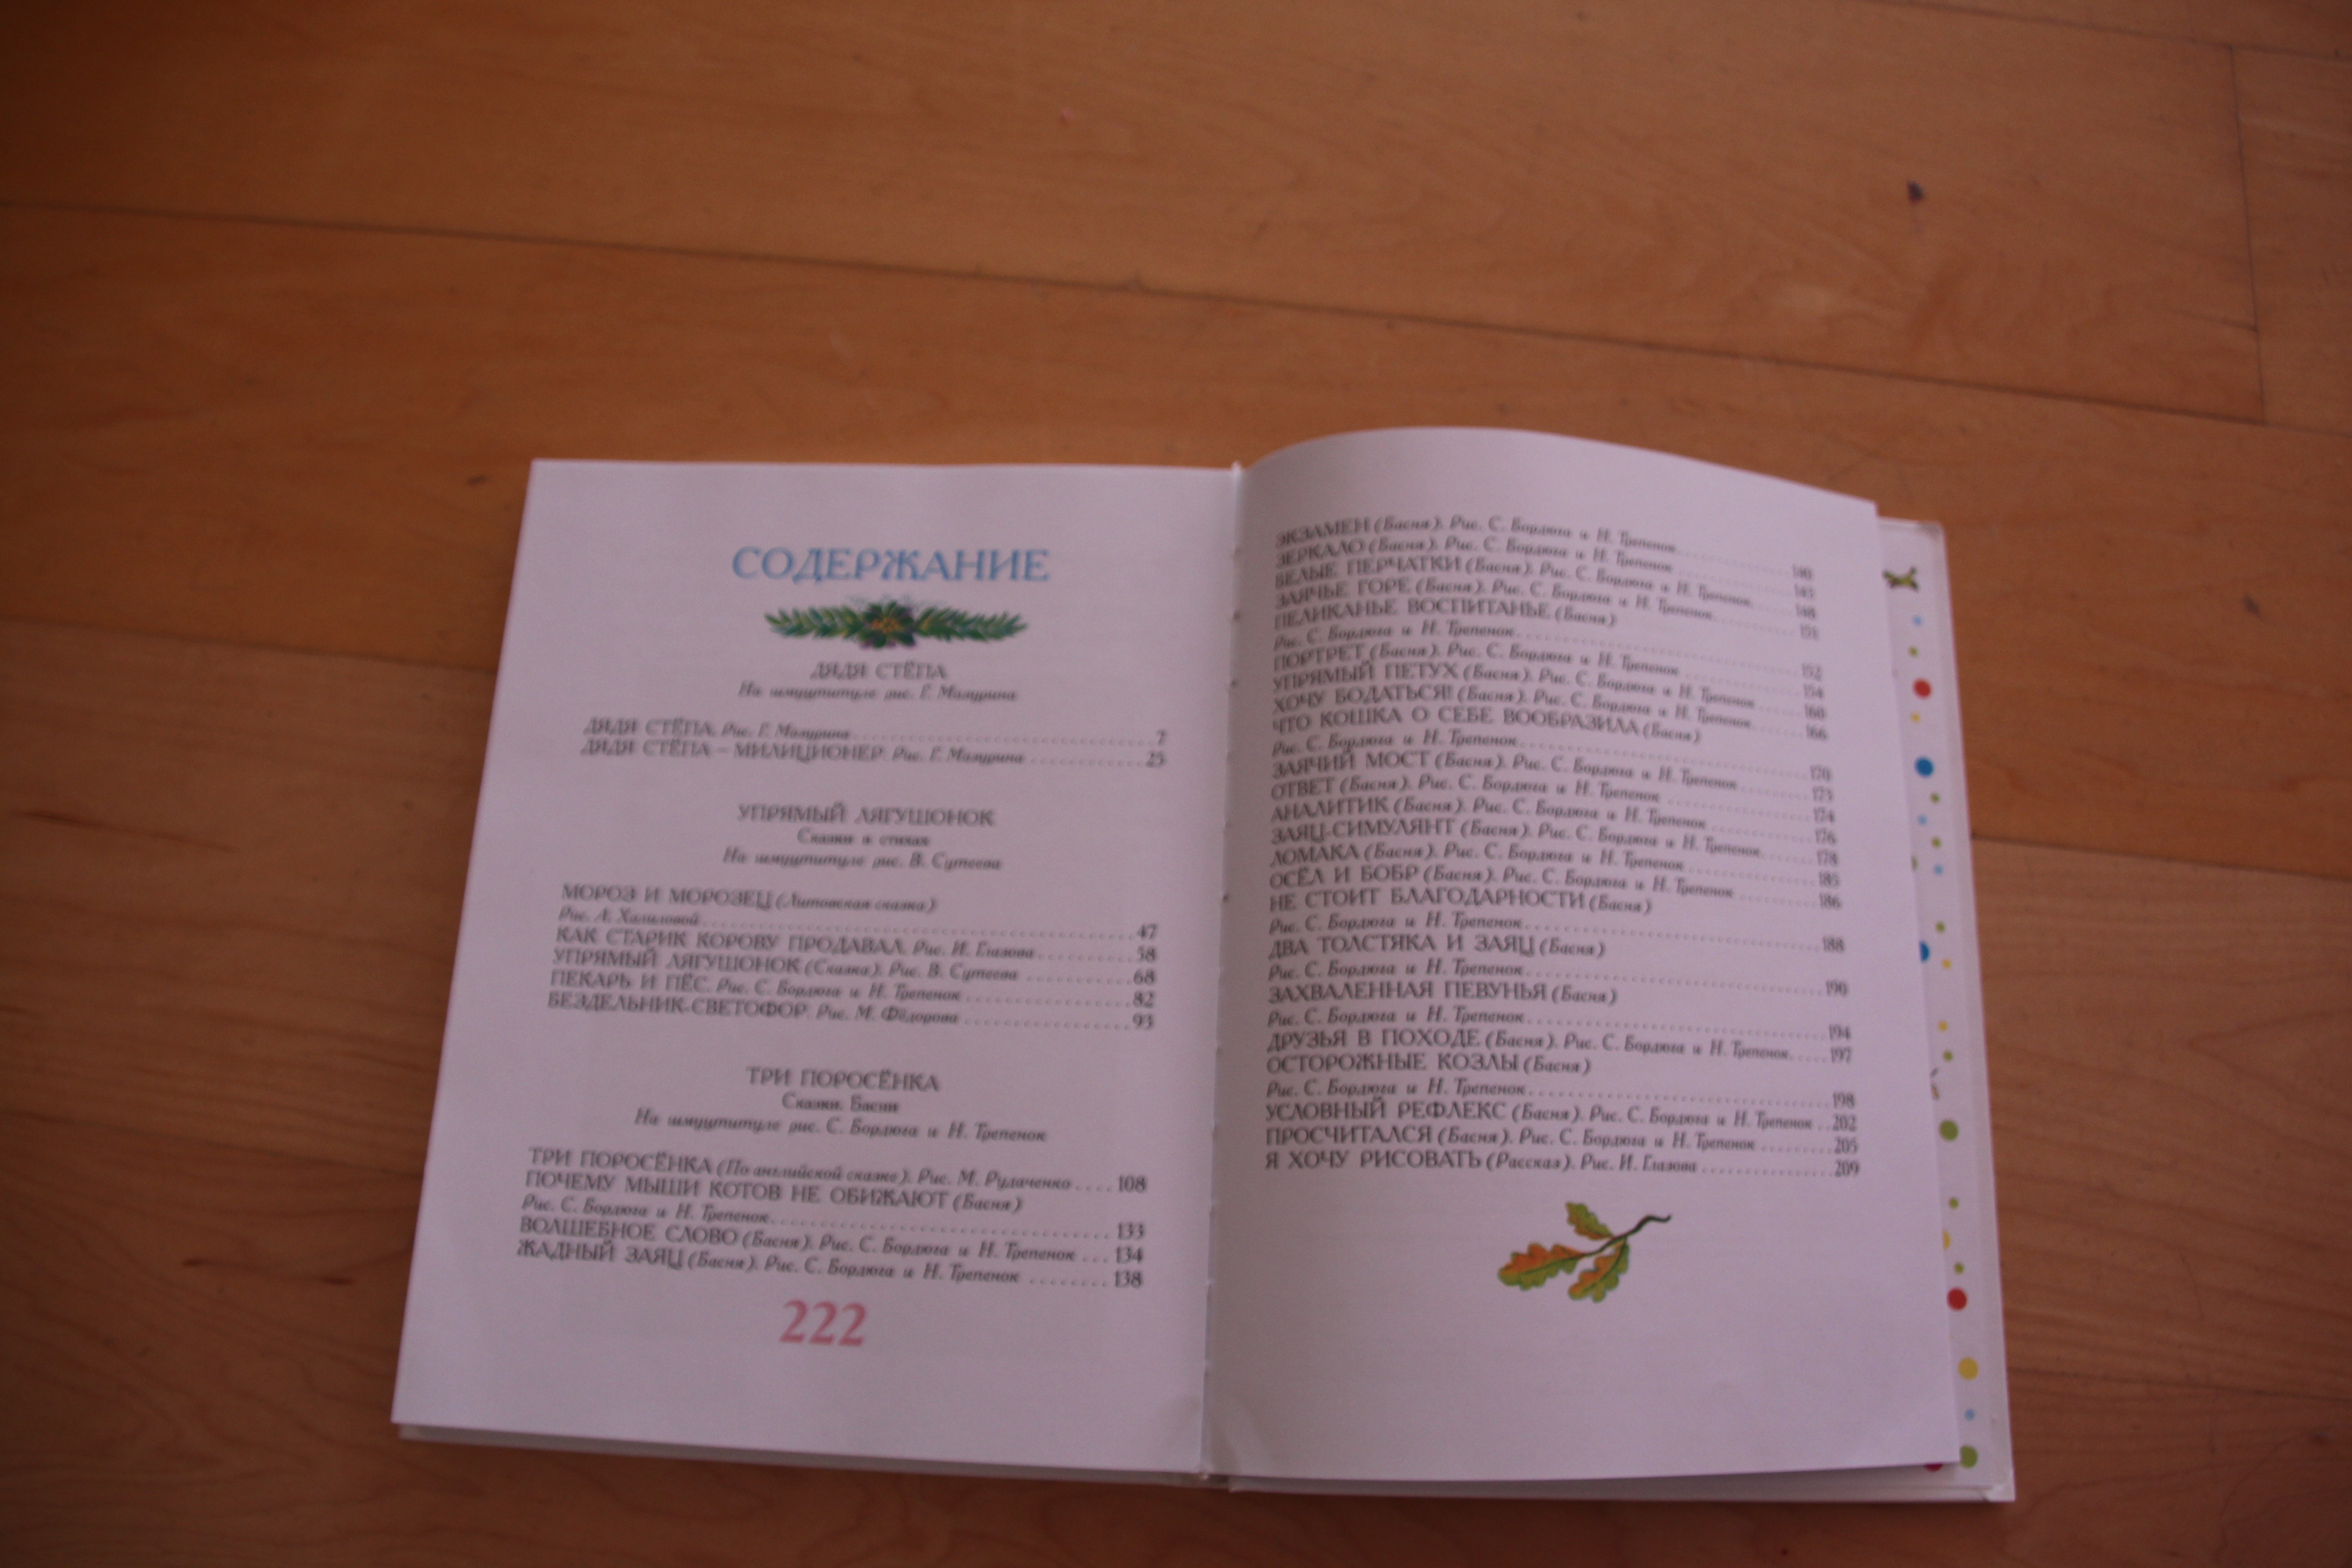 СОДЕРЖАНИЕ
ДЯДЯ СТЁПА
На шмуцтитуле рис. Г. Мазурина
ДЯДЯ СТЁПА. Рис. Г. Мазурина 7
ДЯДЯ СТЁПА — МИЛИЦИОНЕР. Рис. Г. Мазурина 25
УПРЯМЫЙ ЛЯГУШОНОК
Сказки в стихах
На шмуцтитуле рис. В. Сутеева
МОРОЗ И МОРОЗЕЦ (Литовская сказка)
Рис. А. Халиловой 47
КАК СТАРИК КОРОВУ ПРОДАВАЛ. Рис. И. Глазова 58
УПРЯМЫЙ ЛЯГУШОНОК (Сказка). Рис. В. Сутеева 68
ПЕКАРЬ И ПЁС. Рис. С. Бордюга и Н. Трепенок 82
БЕЗДЕЛЬНИК-СВЕТОФОР. Рис. М. Фёдорова 93
ТРИ ПОРОСЁНКА
Сказки. Басни
На шмуцтитуле рис. С. Бордюга и Н. Трепенок
ТРИ ПОРОСЁНКА (По английской сказке). Рис. М. Рудаченко 108
ПОЧЕМУ МЫШИ КОТОВ НЕ ОБИЖАЮТ (Басня)
Рис. С. Бордюга и Н. Трепенок 133
ВОЛШЕБНОЕ СЛОВО (Басня). Рис. С. Бордюга и Н. Трепенок 134
ЖАДНЫЙ ЗАЯЦ (Басня). Рис. С. Бордюга и Н. Трепенок 138
222
ЭКЗАМЕН (Басня). Рис. С. Бордюга и Н. Трепенок 140
ЗЕРКАЛО (Басня). Рис. С. Бордюга и Н. Трепенок 145
БЕЛЫЕ ПЕРЧАТКИ (Басня). Рис. С. Бордюга и Н. Трепенок 148
ЗАЯЧЬЕ ГОРЕ (Басня). Рис. С. Бордюга и Н. Трепенок 151
ПЕЛИКАНЬЕ ВОСПИТАНЬЕ (Басня)
Рис. С. Бордюга и Н. Трепенок 152
ПОРТРЕТ (Басня). Рис. С. Бордюга и Н. Трепенок 154
УПРЯМЫЙ ПЕТУХ (Басня). Рис. С. Бордюга и Н. Трепенок 160
ХОЧУ БОДАТЬСЯ! (Басня). Рис. С. Бордюга и Н. Трепенок 166
ЧТО КОШКА О СЕБЕ ВООБРАЗИЛА (Басня)
Рис. С. Бордюга и Н. Трепенок 170
ЗАЯЧИЙ МОСТ (Басня). Рис. С. Бордюга и Н. Трепенок 173
ОТВЕТ (Басня). Рис. С. Бордюга и Н. Трепенок 174
АНАЛИТИК (Басня). Рис. С. Бордюга и Н. Трепенок 176
ЗАЯЦ-СИМУЛЯНТ (Басня). Рис. С. Бордюга и Н. Трепенок 178
ЛОМАКА (Басня). Рис. С. Бордюга и Н. Трепенок 185
ОСЁЛ И БОБР (Басня). Рис. С. Бордюга и Н. Трепенок 186
НЕ СТОИТ БЛАГОДАРНОСТИ (Басня)
Рис. С. Бордюга и Н. Трепенок 188
ДВА ТОЛСТЯКА И ЗАЯЦ (Басня)
Рис. С. Бордюга и Н. Трепенок 190
ЗАХВАЛЕННАЯ ПЕВУНЬЯ (Басня)
Рис. С. Бордюга и Н. Трепенок 194
ДРУЗЬЯ В ПОХОДЕ (Басня). Рис. С. Бордюга и Н. Трепенок 197
ОСТОРОЖНЫЕ КОЗЛЫ (Басня)
Рис. С. Бордюга и Н. Трепенок 198
УСЛОВНЫЙ РЕФЛЕКС (Басня). Рис. С. Бордюга и Н. Трепенок 202
ПРОСЧИТАЛСЯ (Басня). Рис. С. Бордюга и Н. Трепенок 205
Я ХОЧУ РИСОВАТЬ (Рассказ). Рис. И. Глазова 209